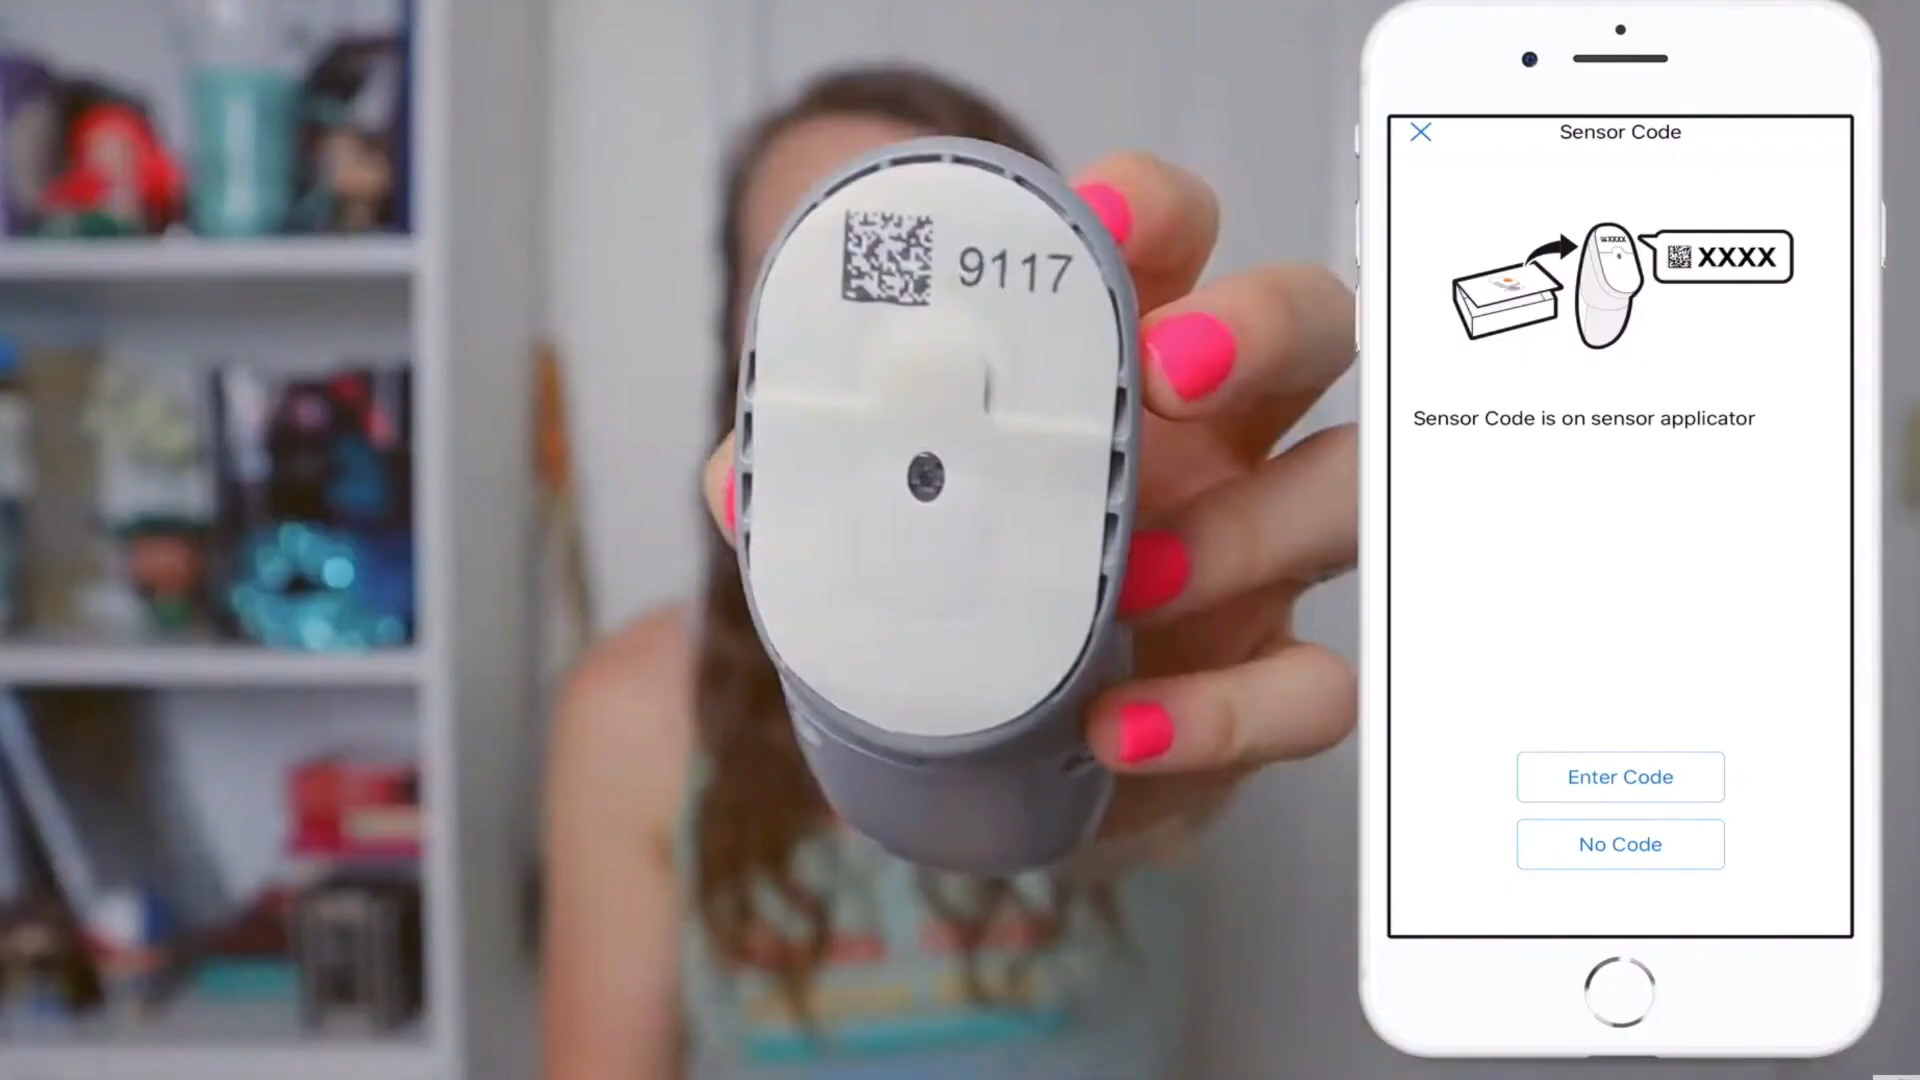 9117
Sensor Code
XXXX
Sensor Code is on sensor applicator
Enter Code
No Code